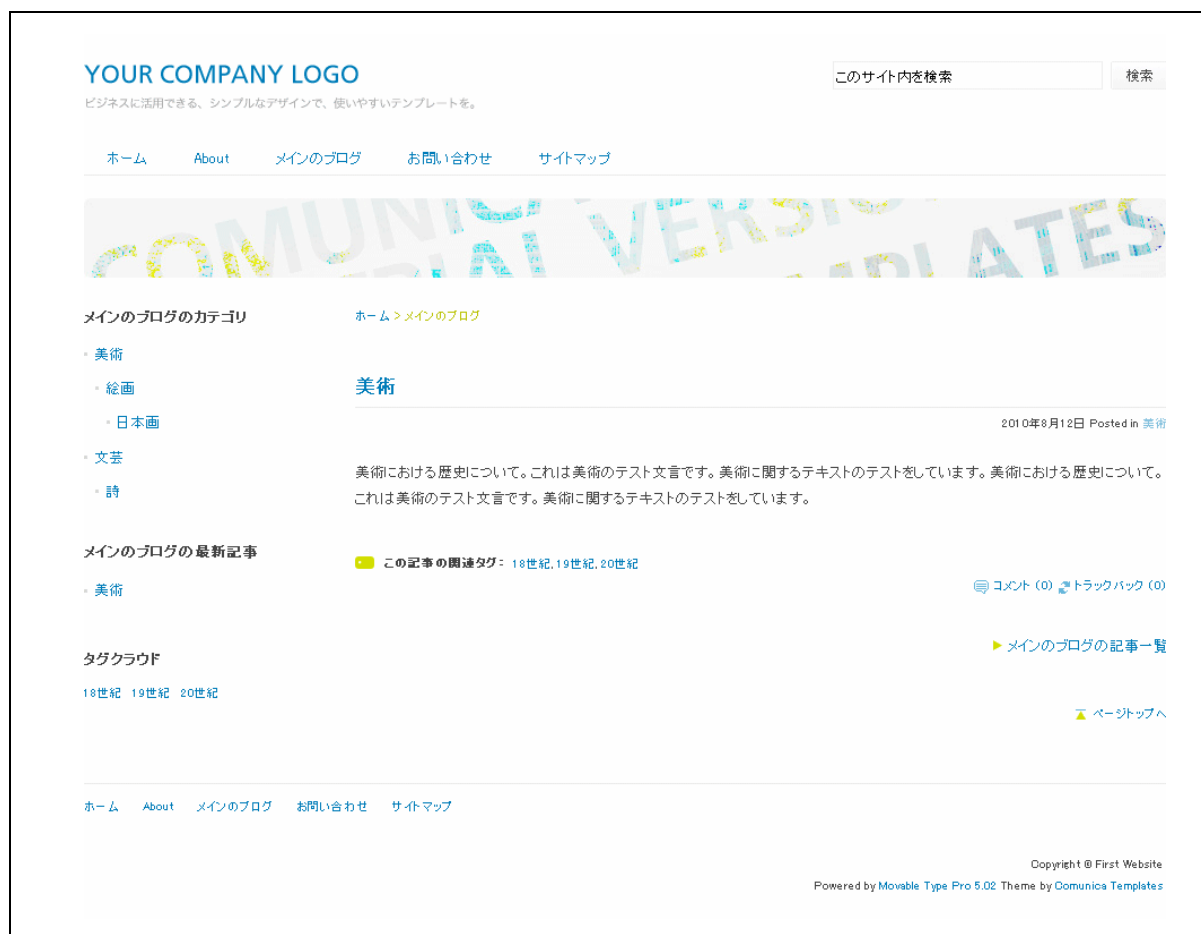 YOUR COMPANY LOGO
ビジネスに活用できる、シンプルなデザインで、使いやすいテンプレートを。
このサイト内を検索
検索
ホーム About メインのブログ お問い合わせ サイトマップ
メインのブログのカテゴリ
美術
絵画
日本画
文芸
詩
メインのブログの最新記事
美術
タグクラウド
18世紀 19世紀 20世紀
ホーム > メインのブログ
美術
2010年8月12日 Posted in 美術
美術における歴史について。これは美術のテスト文言です。美術に関するテキストのテストをしています。美術における歴史について。
これは美術のテスト文言です。美術に関するテキストのテストをしています。
この記事の関連タグ： 18世紀,19世紀,20世紀
コメント (0) トラックバック (0)
メインのブログの記事一覧
ページトップへ
ホーム About メインのブログ お問い合わせ サイトマップ
Copyright © First Website
Powered by Movable Type Pro 5.02 Theme by Comunica Templates